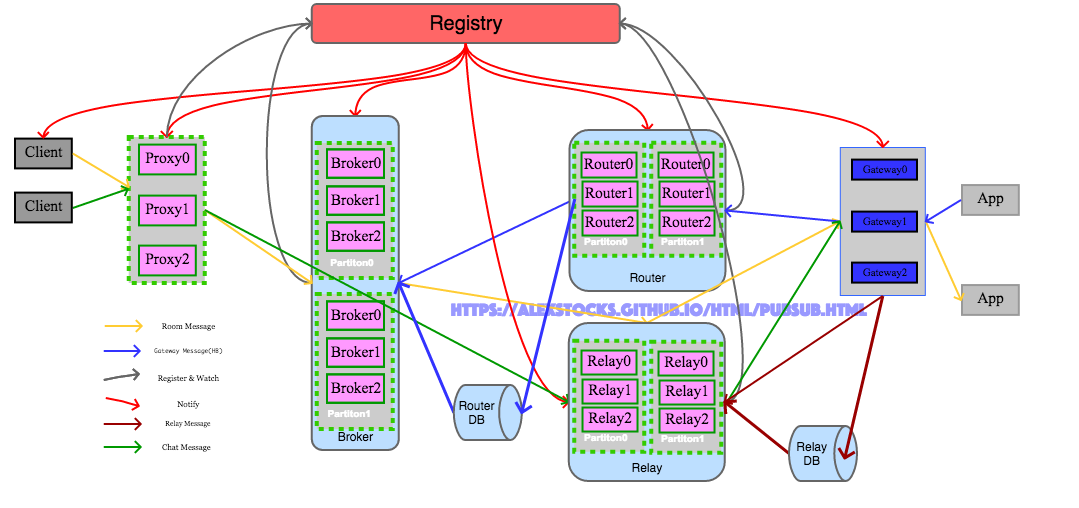 Registry
Client
Client
Proxy0
Proxy1
Proxy2
Broker0
Broker1
Broker2
Partiton0
Broker0
Broker1
Broker2
Partiton1
Broker
Router0
Router1
Router2
Partiton0
Router0
Router1
Router2
Partiton1
Router
Gateway0
Gateway1
Gateway2
App
App
HTTPS://ALEXSTOCKS.GITHUB.IO/HTML/PUBSUB.HTML
Relay0
Relay1
Relay2
Partiton0
Relay0
Relay1
Relay2
Partiton1
Relay
Router
DB
Relay
DB
Room Message
Gateway Message(HB)
Register & Watch
Notify
Relay Message
Chat Message